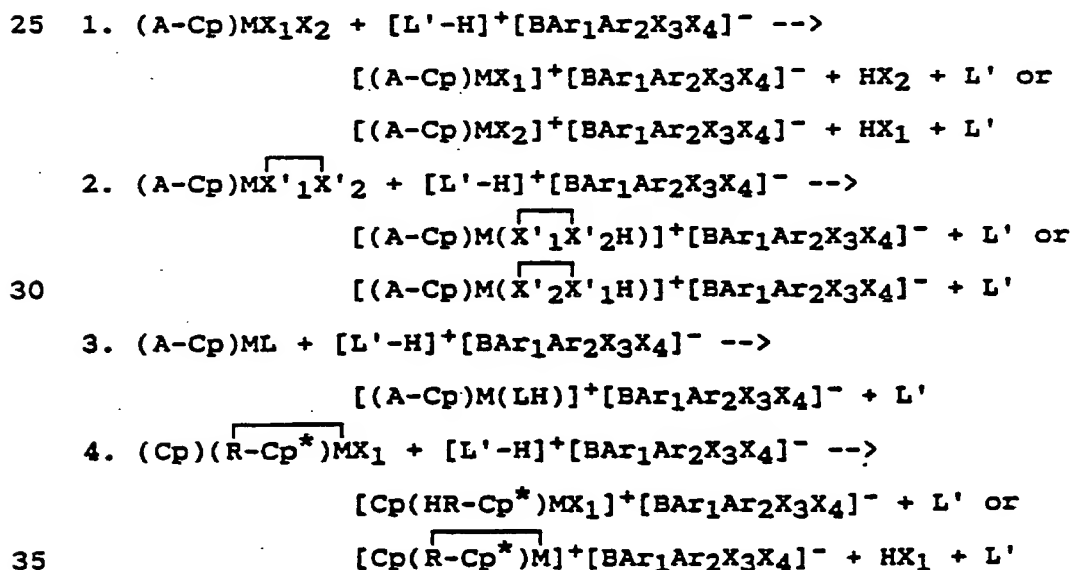 25 1. (A-Cp)MX1X2 + [L'-H]+[BAr1Ar2X3X4]- -->
[(A-Cp)MX1]+[BAr1Ar2X3X4]- + HX2 + L' or
[(A-Cp)MX2]+[BAr1Ar2X3X4]- + HX1 + L'
2. (A-Cp)MX'1X'2 + [L'-H]+[BAr1Ar2X3X4]- -->
[(A-Cp)M(X'1X'2H)]+[BAr1Ar2X3X4]- + L' or
30 [(A-Cp)M(X'2X'1H)]+[BAr1Ar2X3X4]- + L'
3. (A-Cp)ML + [L'-H]+[BAr1Ar2X3X4]- -->
[(A-Cp)M(LH)]+[BAr1Ar2X3X4]- + L'
4. (Cp)(R-Cp*)MX1 + [L'-H]+[BAr1Ar2X3X4]- -->
[Cp(HR-Cp*)MX1]+[BAr1Ar2X3X4]- + L' or
35 [Cp(R-Cp*)M]+[BAr1Ar2X3X4]- + HX1 + L'